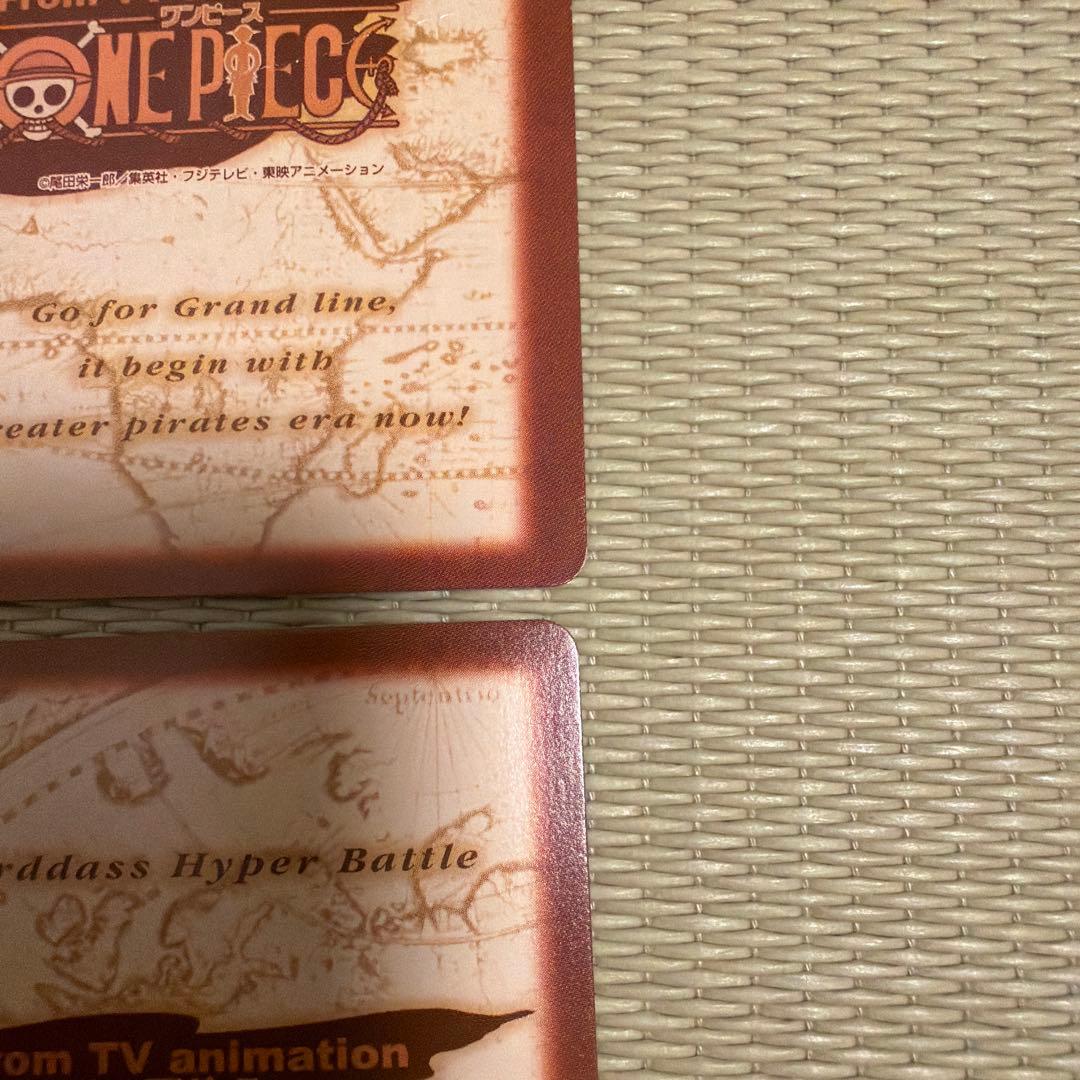 From
ワンピース
ONE PIECE
©尾田栄一郎/集英社・フジテレビ・東映アニメーション
Go for Grand line,
it begin with
reater pirates era now!
Septentrio
rddass Hyper Battle
rom TV animation